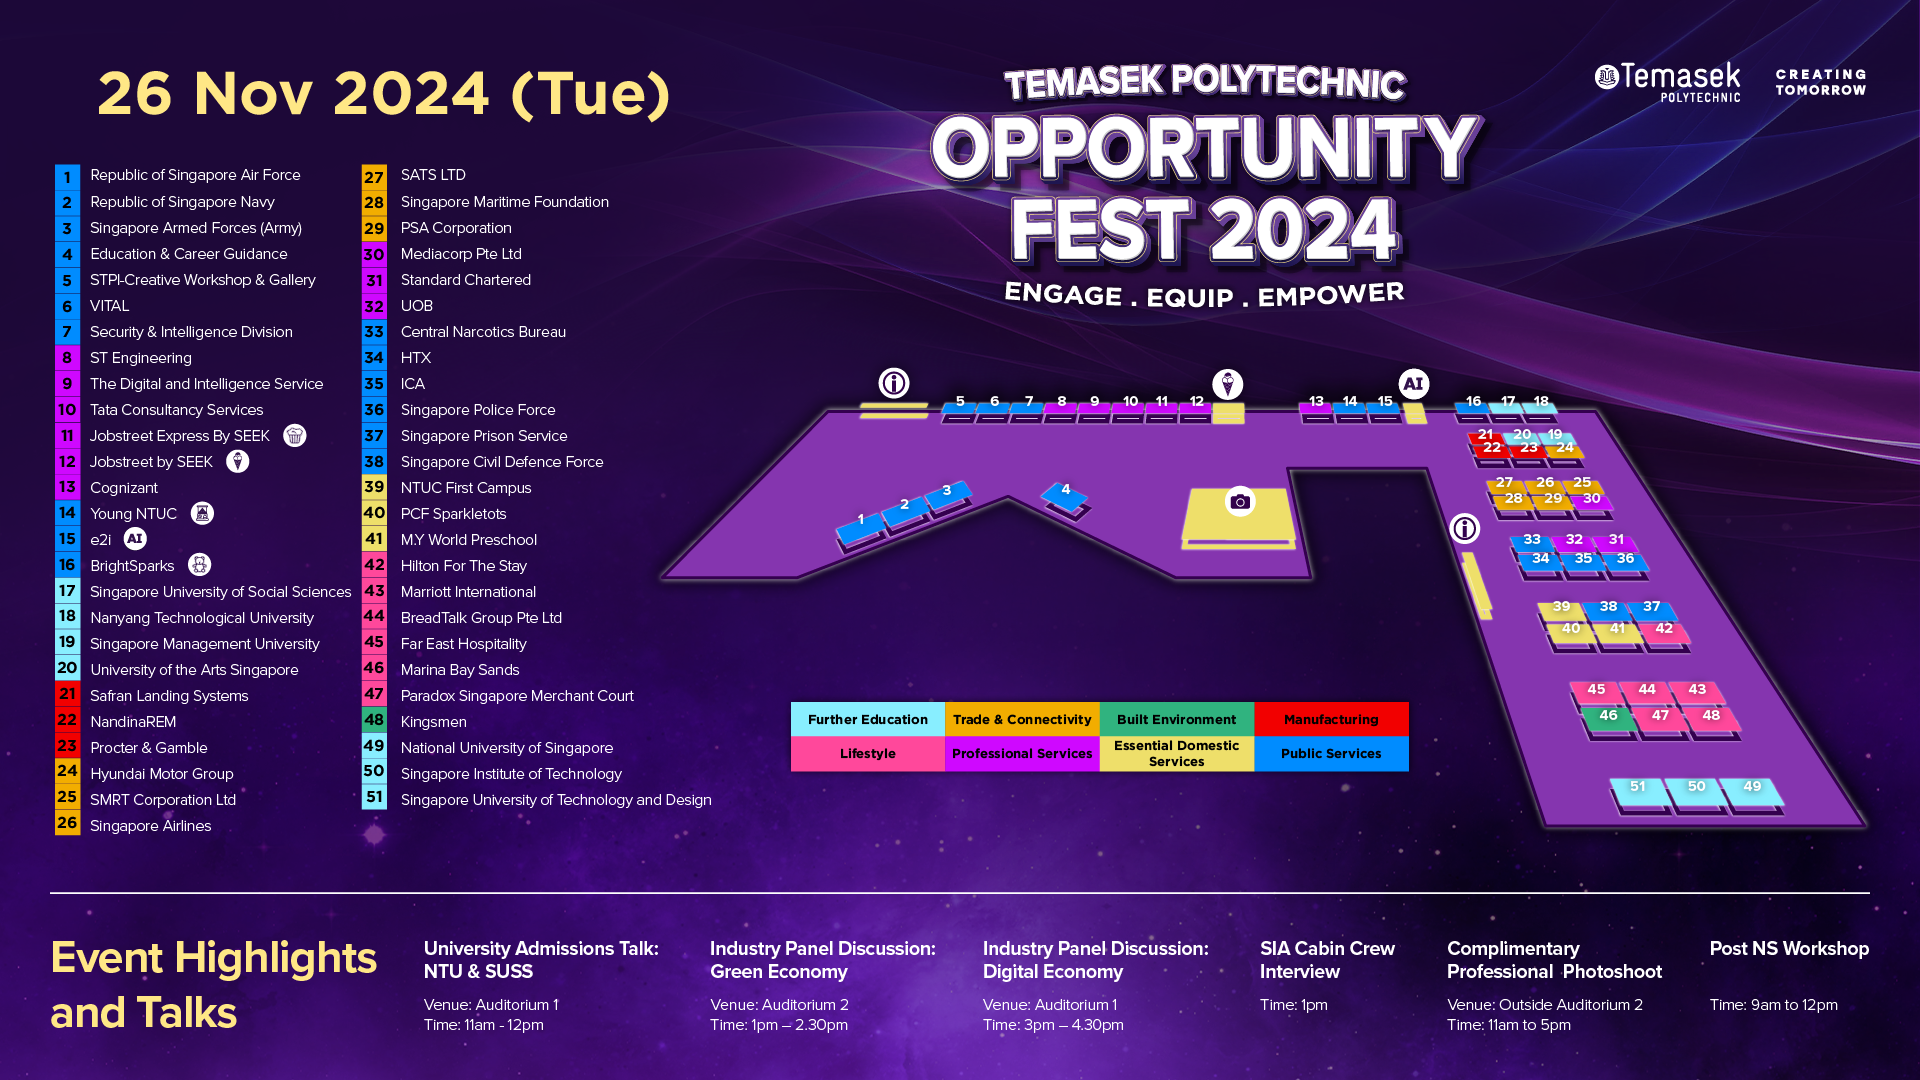 26 Nov 2024 (Tue)
TEMASEK POLYTECHNIC
OPPORTUNITY
FEST 2024
ENGAGE . EQUIP . EMPOWER
Temasek
POLYTECHNIC
CREATING
TOMORROW
1 Republic of Singapore Air Force
2 Republic of Singapore Navy
3 Singapore Armed Forces (Army)
4 Education & Career Guidance
5 STPI-Creative Workshop & Gallery
6 VITAL
7 Security & Intelligence Division
8 ST Engineering
9 The Digital and Intelligence Service
10 Tata Consultancy Services
11 Jobstreet Express By SEEK
12 Jobstreet by SEEK
13 Cognizant
14 Young NTUC
15 e2i AI
16 BrightSparks
17 Singapore University of Social Sciences
18 Nanyang Technological University
19 Singapore Management University
20 University of the Arts Singapore
21 Safran Landing Systems
22 NandinaREM
23 Procter & Gamble
24 Hyundai Motor Group
25 SMRT Corporation Ltd
26 Singapore Airlines
27 SATS LTD
28 Singapore Maritime Foundation
29 PSA Corporation
30 Mediacorp Pte Ltd
31 Standard Chartered
32 UOB
33 Central Narcotics Bureau
34 HTX
35 ICA
36 Singapore Police Force
37 Singapore Prison Service
38 Singapore Civil Defence Force
39 NTUC First Campus
40 PCF Sparkletots
41 M.Y World Preschool
42 Hilton For The Stay
43 Marriott International
44 BreadTalk Group Pte Ltd
45 Far East Hospitality
46 Marina Bay Sands
47 Paradox Singapore Merchant Court
48 Kingsmen
49 National University of Singapore
50 Singapore Institute of Technology
51 Singapore University of Technology and Design
i AI
5 6 7 8 9 10 11 12 13 14 15 16 17 18
21 20 19
22 23 24
27 26 25
28 29 30
1 2 3 4
i
33 32 31
34 35 36
39 38 37
40 41 42
45 44 43
46 47 48
51 50 49
Further Education Trade & Connectivity Built Environment Manufacturing
Lifestyle Professional Services Essential Domestic Services Public Services
Event Highlights
and Talks
University Admissions Talk:
NTU & SUSS
Venue: Auditorium 1
Time: 11am - 12pm
Industry Panel Discussion:
Green Economy
Venue: Auditorium 2
Time: 1pm – 2.30pm
Industry Panel Discussion:
Digital Economy
Venue: Auditorium 1
Time: 3pm – 4.30pm
SIA Cabin Crew
Interview
Time: 1pm
Complimentary
Professional Photoshoot
Venue: Outside Auditorium 2
Time: 11am to 5pm
Post NS Workshop
Time: 9am to 12pm